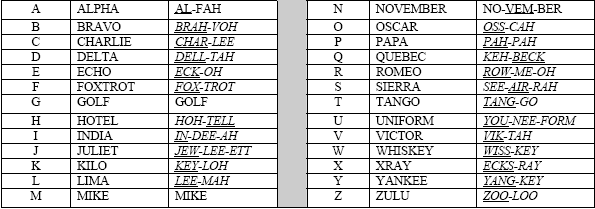 A ALPHA AL-FAH N NOVEMBER NO-VEM-BER
B BRAVO BRAH-VOH O OSCAR OSS-CAH
C CHARLIE CHAR-LEE P PAPA PAH-PAH
D DELTA DELL-TAH Q QUEBEC KEH-BECK
E ECHO ECK-OH R ROMEO ROW-ME-OH
F FOXTROT FOX-TROT S SIERRA SEE-AIR-RAH
G GOLF GOLF T TANGO TANG-GO
H HOTEL HOH-TELL U UNIFORM YOU-NEE-FORM
I INDIA IN-DEE-AH V VICTOR VIK-TAH
J JULIET JEW-LEE-ETT W WHISKEY WISS-KEY
K KILO KEY-LOH X XRAY ECKS-RAY
L LIMA LEE-MAH Y YANKEE YANG-KEY
M MIKE MIKE Z ZULU ZOO-LOO